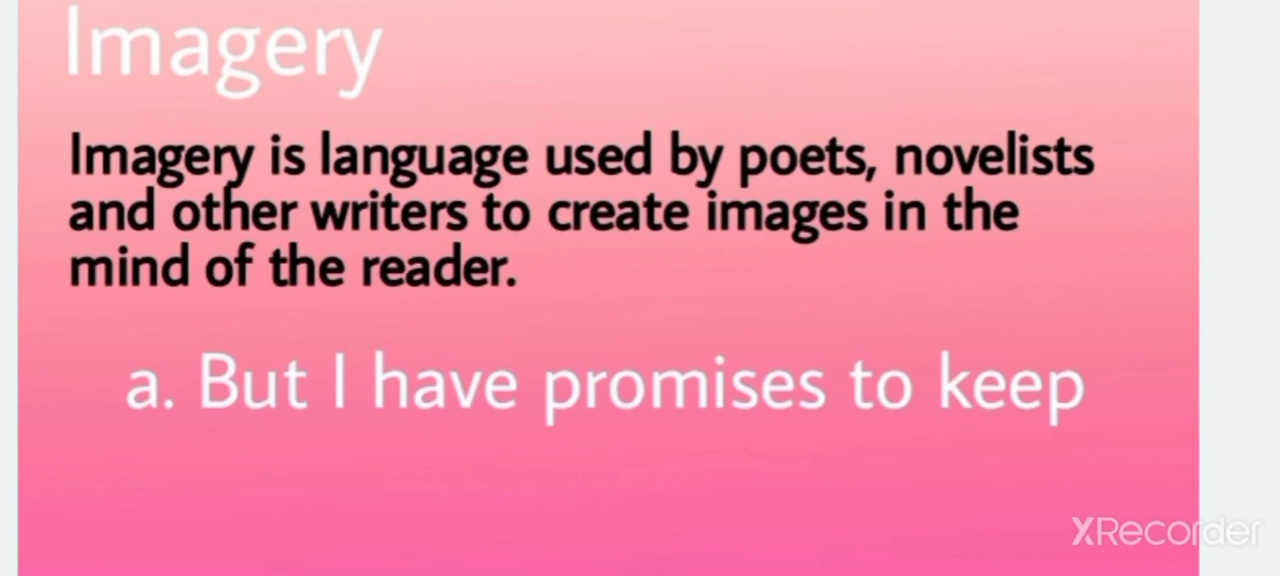 Imagery
Imagery is language used by poets, novelists
and other writers to create images in the
mind of the reader.
a. But I have promises to keep
XRecorder